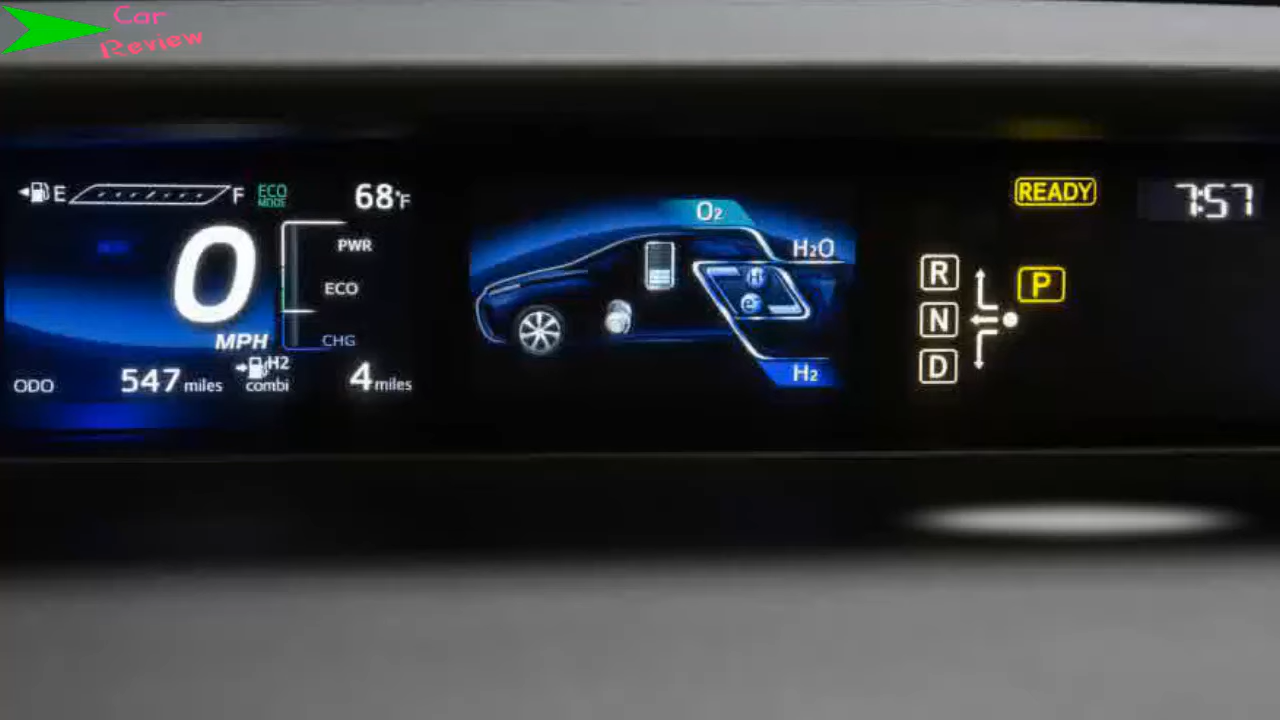 Car
Review
E F ECO MODE 68°F
READY
7:57
O2
H2O
H
e-
H2
0
MPH
PWR
ECO
CHG
ODO 547 miles
H2
combi
4 miles
R
N
D
P